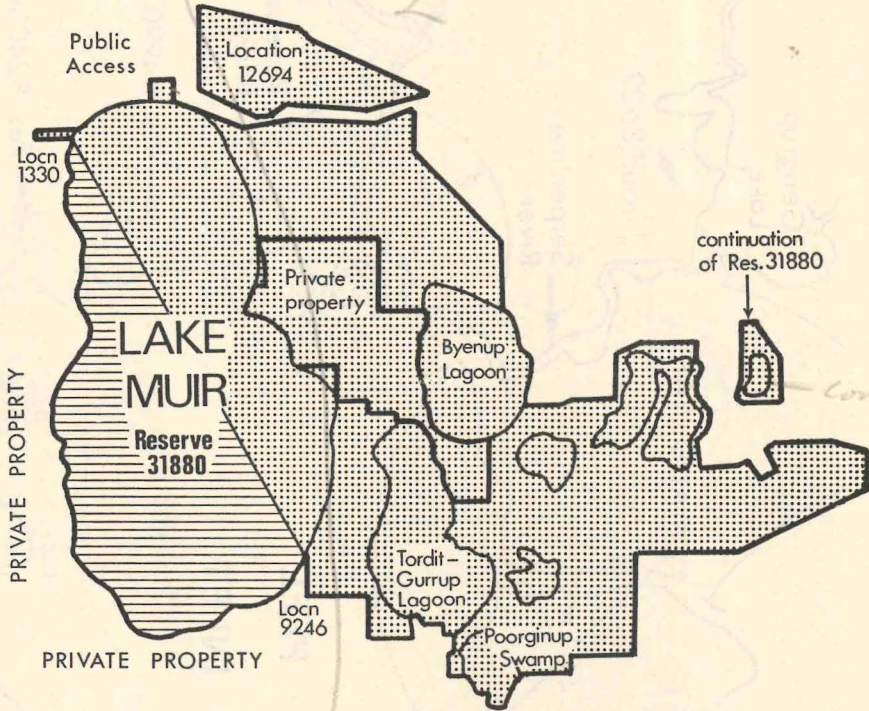 Public
Access
Location
12694
Locn
1330
continuation
of Res. 31880
Private
property
LAKE
MUIR
Byenup
Lagoon
Reserve
31880
PRIVATE PROPERTY
Tordit–
Gurrup
Lagoon
Locn
9246
Poorginup
Swamp
PRIVATE PROPERTY